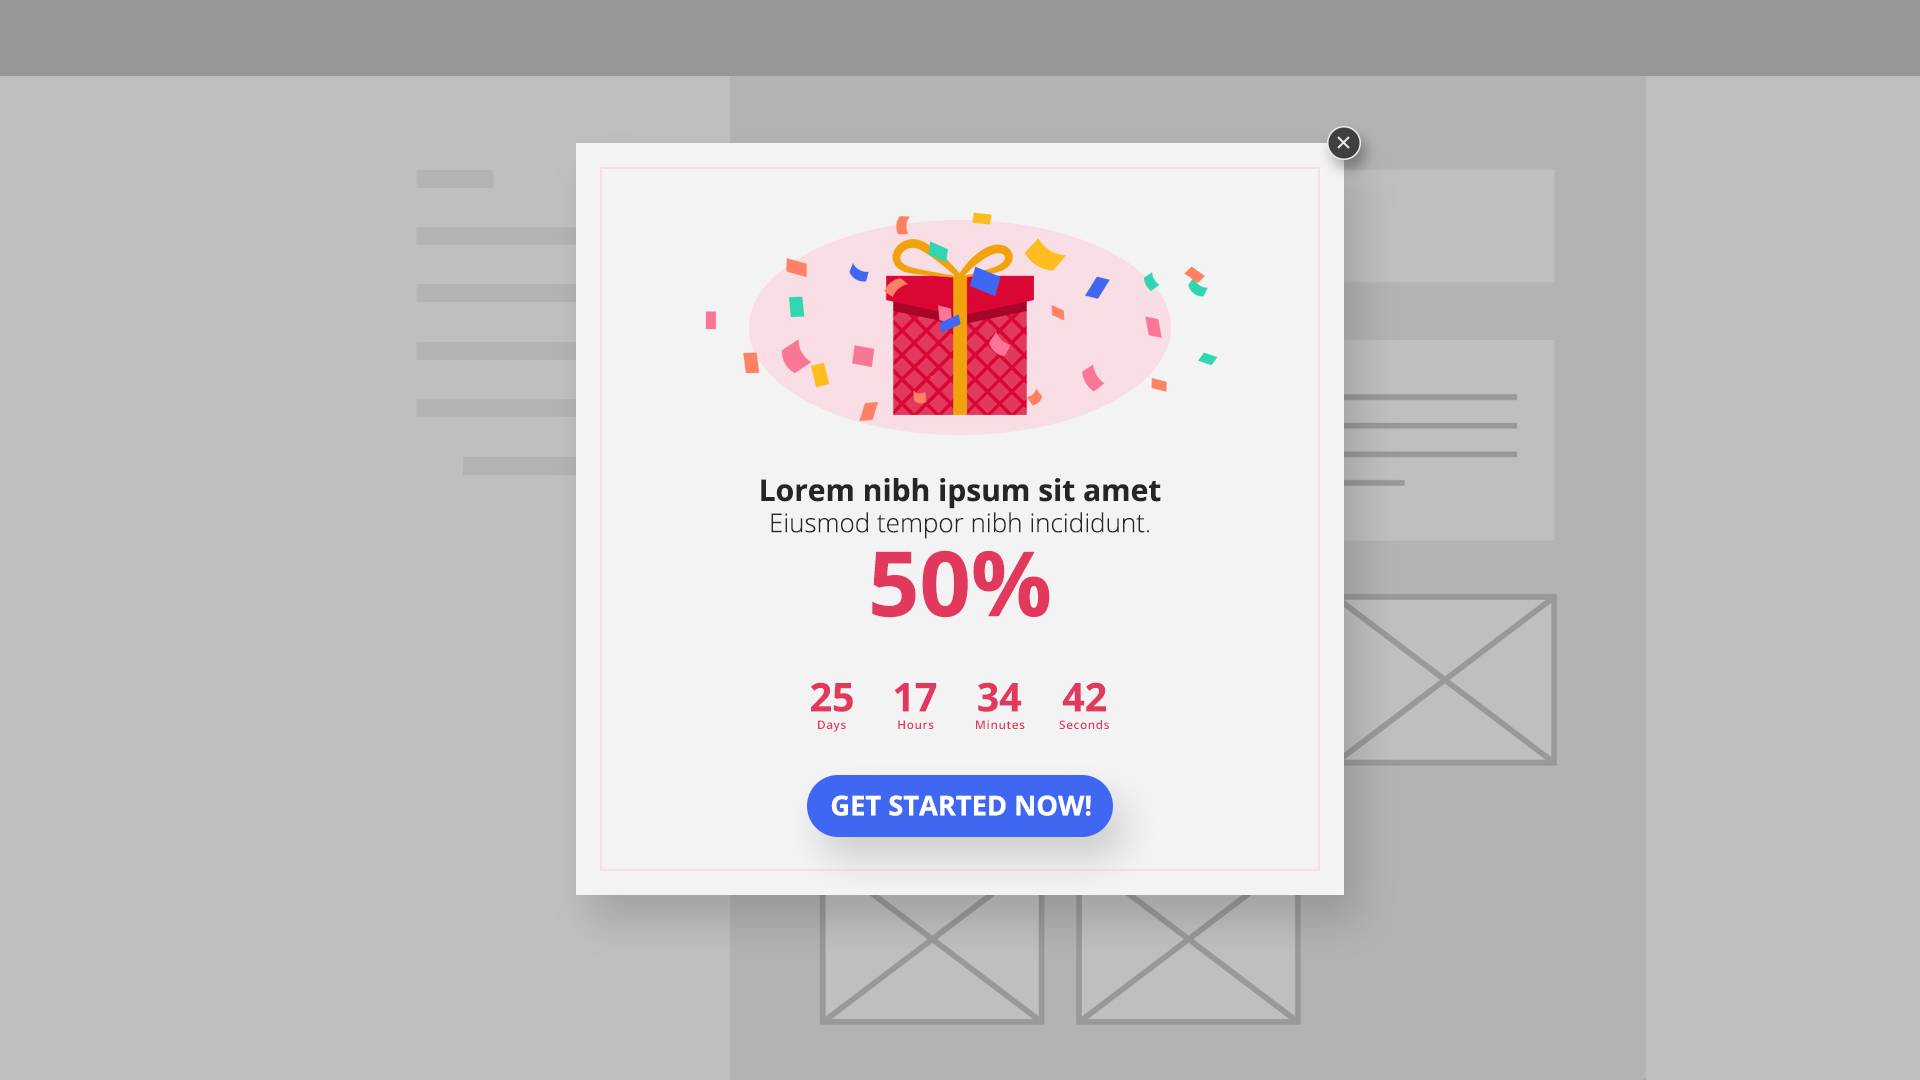 Lorem nibh ipsum sit amet
Eiusmod tempor nibh incididunt.
50%
25 17 34 42
Days Hours Minutes Seconds
GET STARTED NOW!